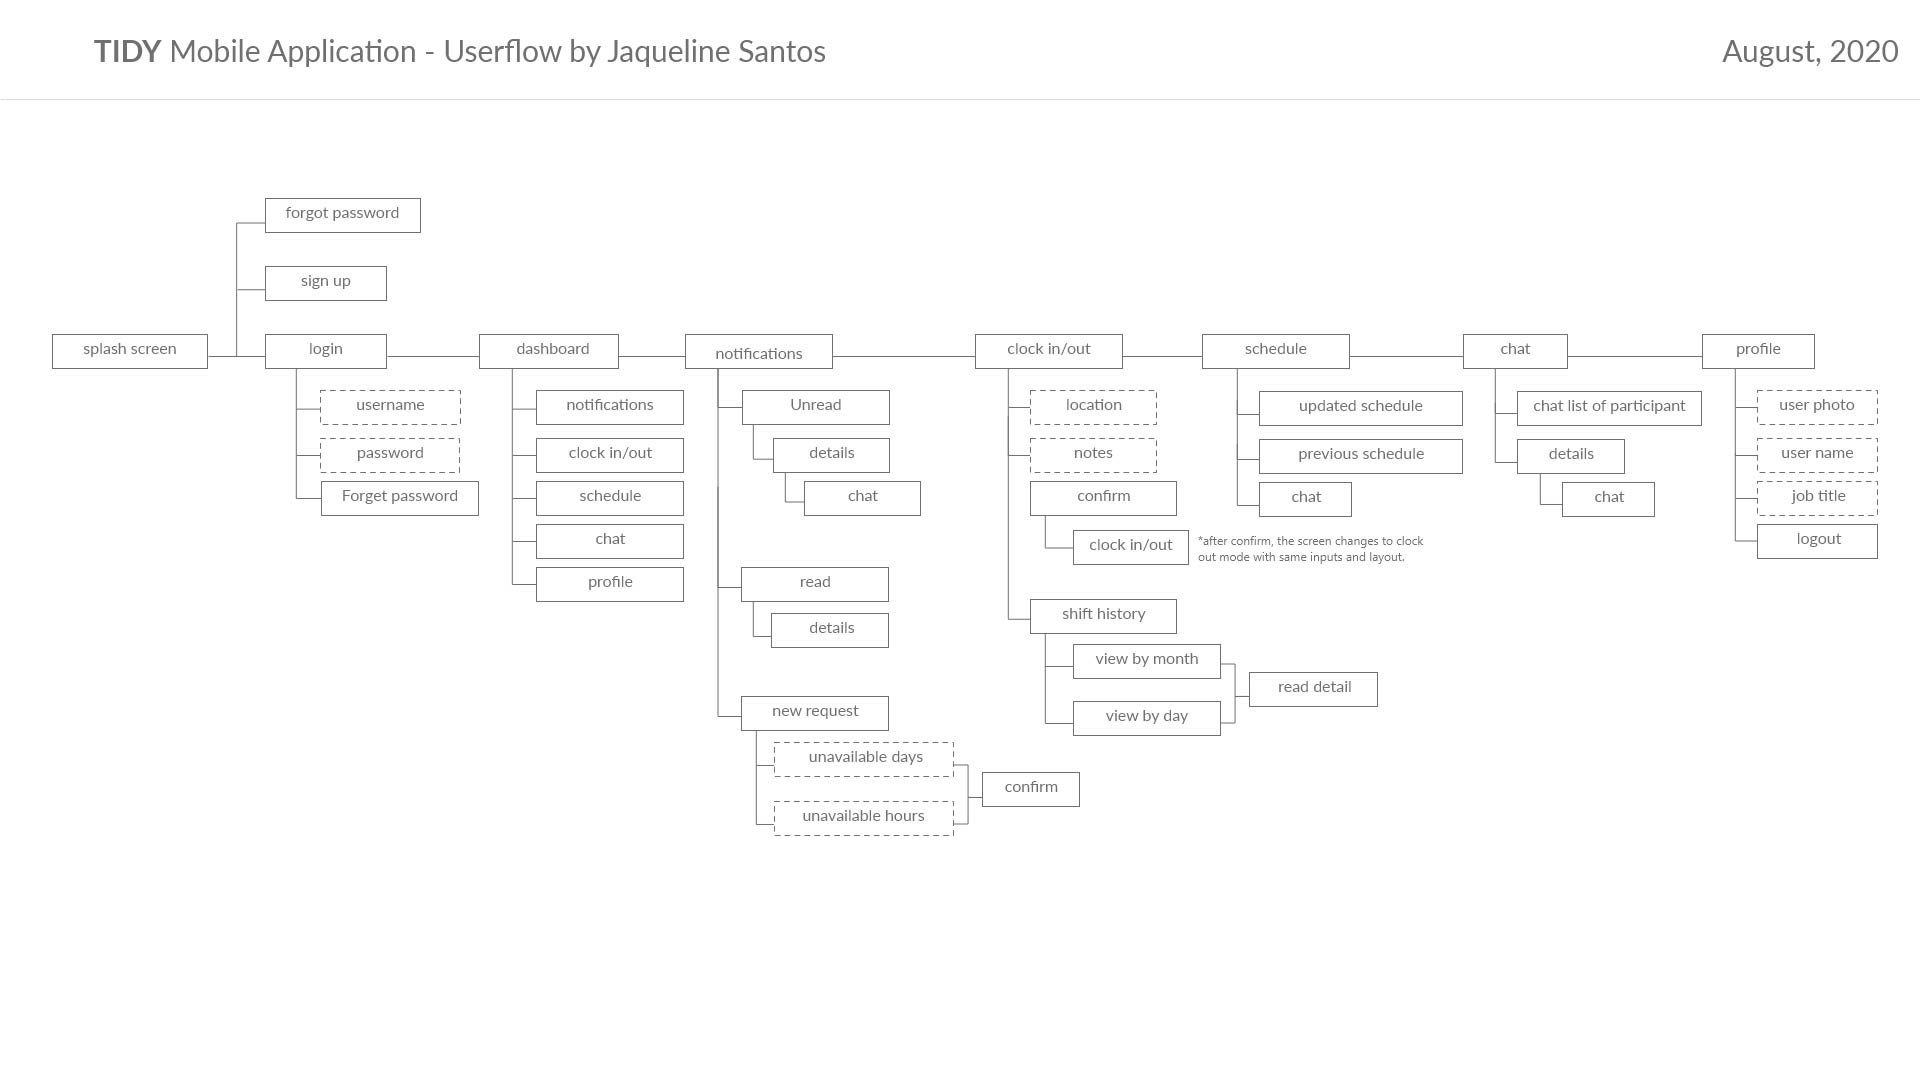 TIDY Mobile Application - Userflow by Jaqueline Santos
August, 2020
forgot password
sign up
splash screen
login
dashboard
notifications
clock in/out
schedule
chat
profile
username
password
Forget password
notifications
clock in/out
schedule
chat
profile
Unread
details
chat
read
details
new request
unavailable days
unavailable hours
confirm
location
notes
confirm
clock in/out
*after confirm, the screen changes to clock
out mode with same inputs and layout.
shift history
view by month
view by day
read detail
updated schedule
previous schedule
chat
chat list of participant
details
chat
user photo
user name
job title
logout